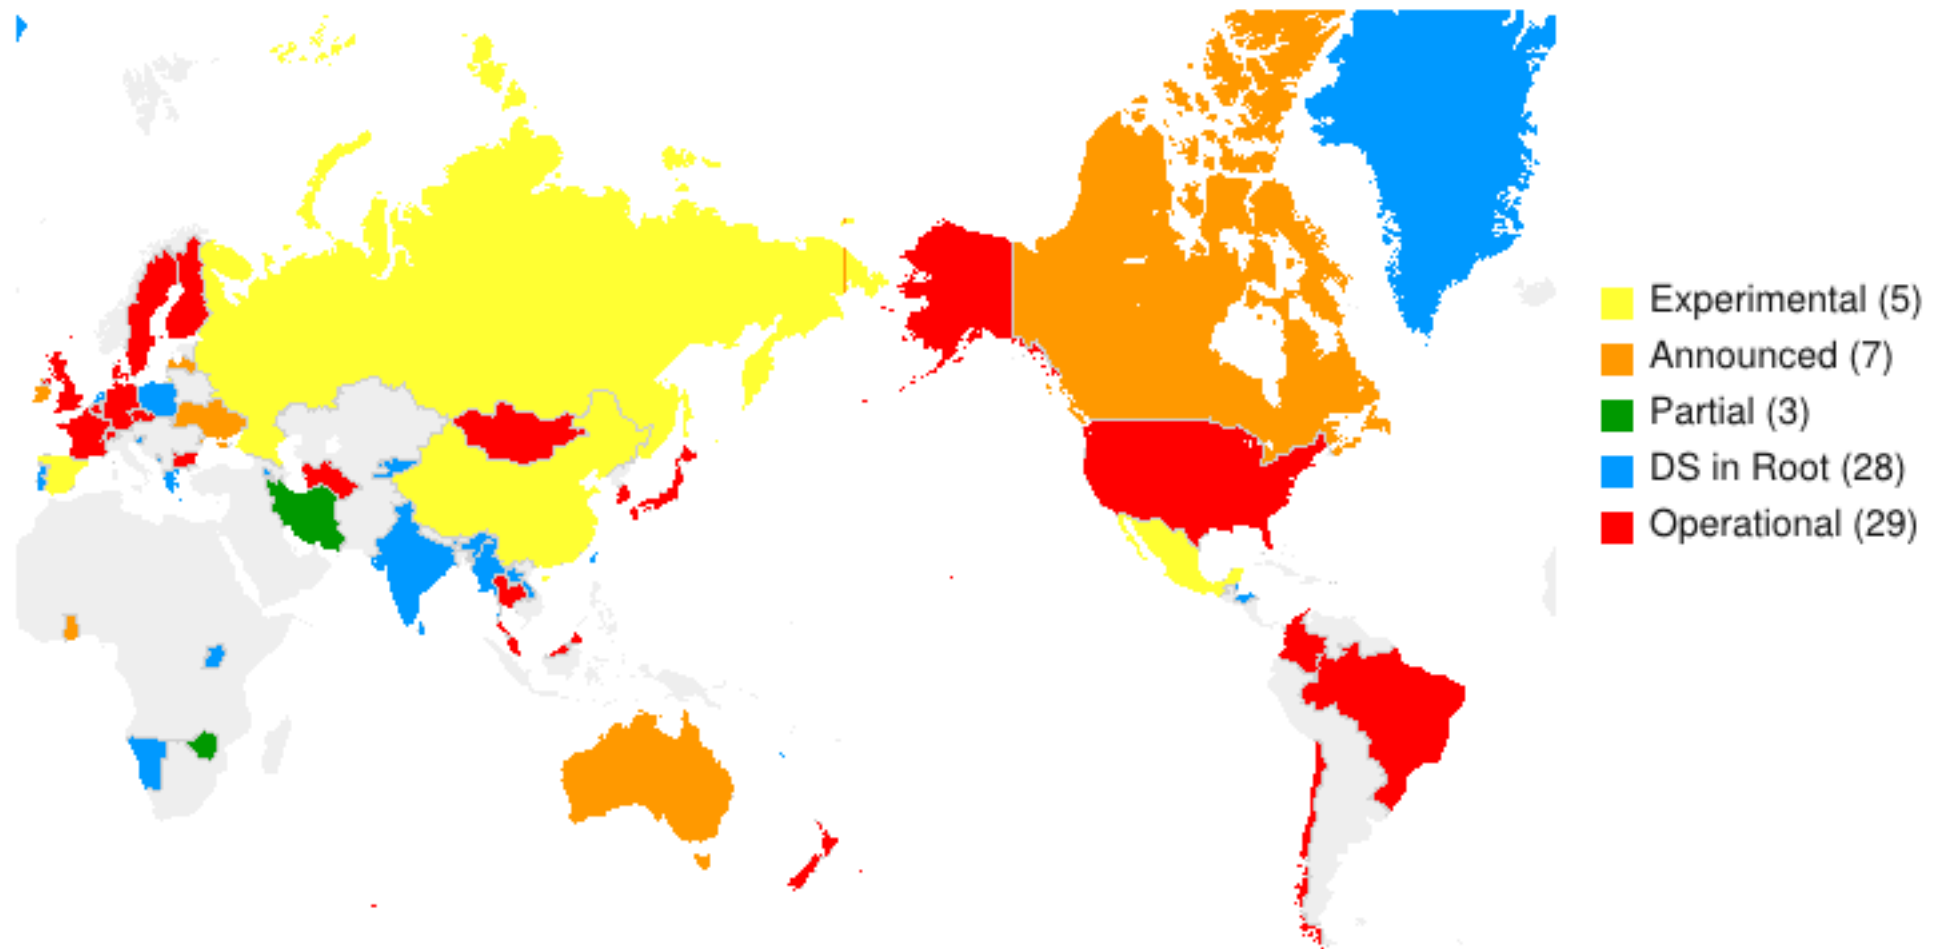 Experimental (5)
Announced (7)
Partial (3)
DS in Root (28)
Operational (29)